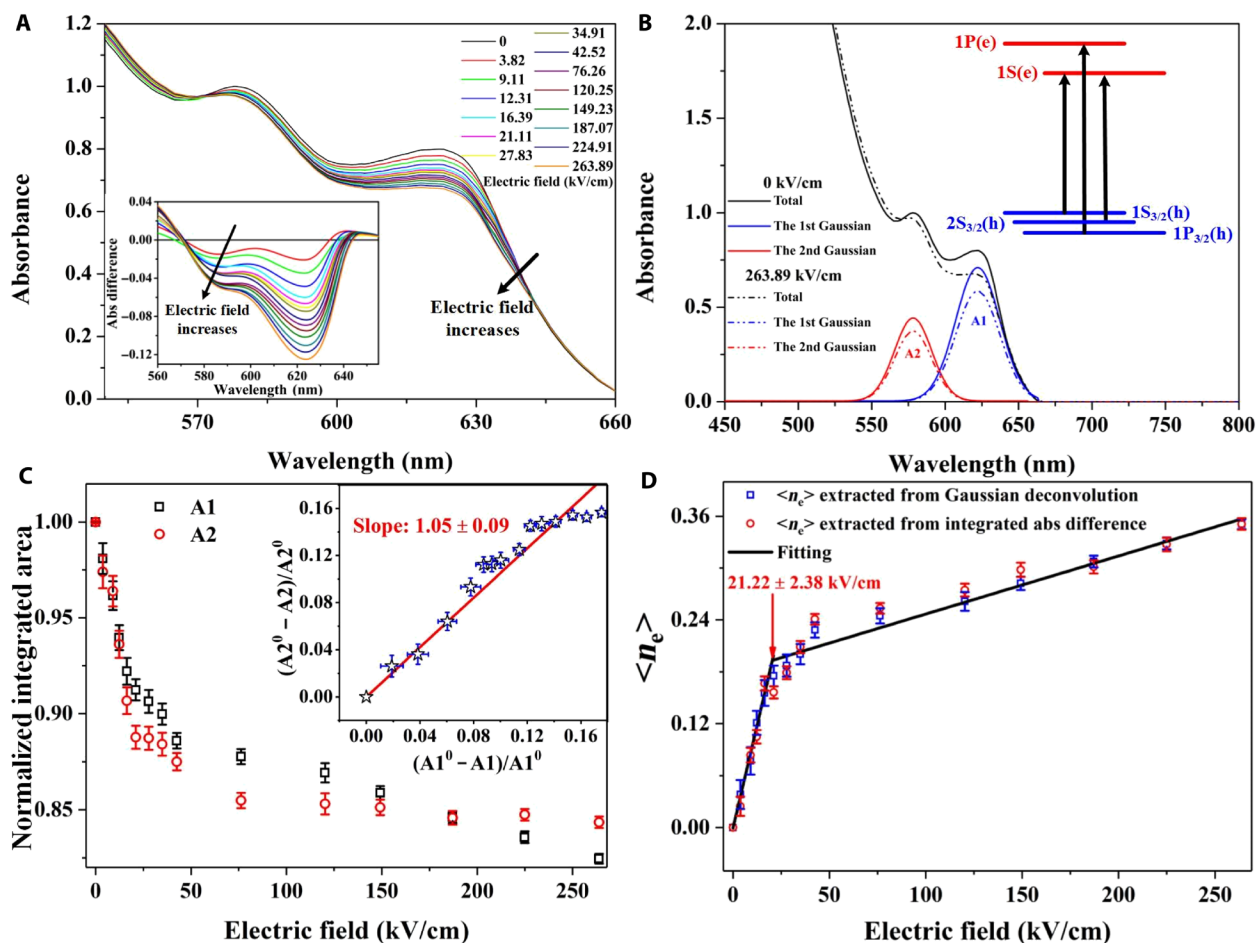 A
Absorbance
1.2
1.0
0.8
0.6
0.4
0.2
0.0
570
600
630
660
Wavelength (nm)
0
3.82
9.11
12.31
16.39
21.11
27.83
34.91
42.52
76.26
120.25
149.23
187.07
224.91
263.89
Electric field (kV/cm)
Electric field
increases
Abs difference
0.04
0.00
−0.04
−0.08
−0.12
560
580
600
620
640
Wavelength (nm)
Electric field
increases
B
Absorbance
2.0
1.5
1.0
0.5
0.0
450
500
550
600
650
700
750
800
Wavelength (nm)
0 kV/cm
Total
The 1st Gaussian
The 2nd Gaussian
263.89 kV/cm
Total
The 1st Gaussian
The 2nd Gaussian
A2
A1
1P(e)
1S(e)
1S3/2(h)
2S3/2(h)
1P3/2(h)
C
Normalized integrated area
1.00
0.95
0.90
0.85
0
50
100
150
200
250
Electric field (kV/cm)
A1
A2
Slope: 1.05 ± 0.09
(A2⁰ − A2)/A2⁰
0.16
0.12
0.08
0.04
0.00
0.00
0.04
0.08
0.12
0.16
(A1⁰ − A1)/A1⁰
D
<ne>
0.36
0.24
0.12
0.00
0
50
100
150
200
250
Electric field (kV/cm)
<ne> extracted from Gaussian deconvolution
<ne> extracted from integrated abs difference
Fitting
21.22 ± 2.38 kV/cm